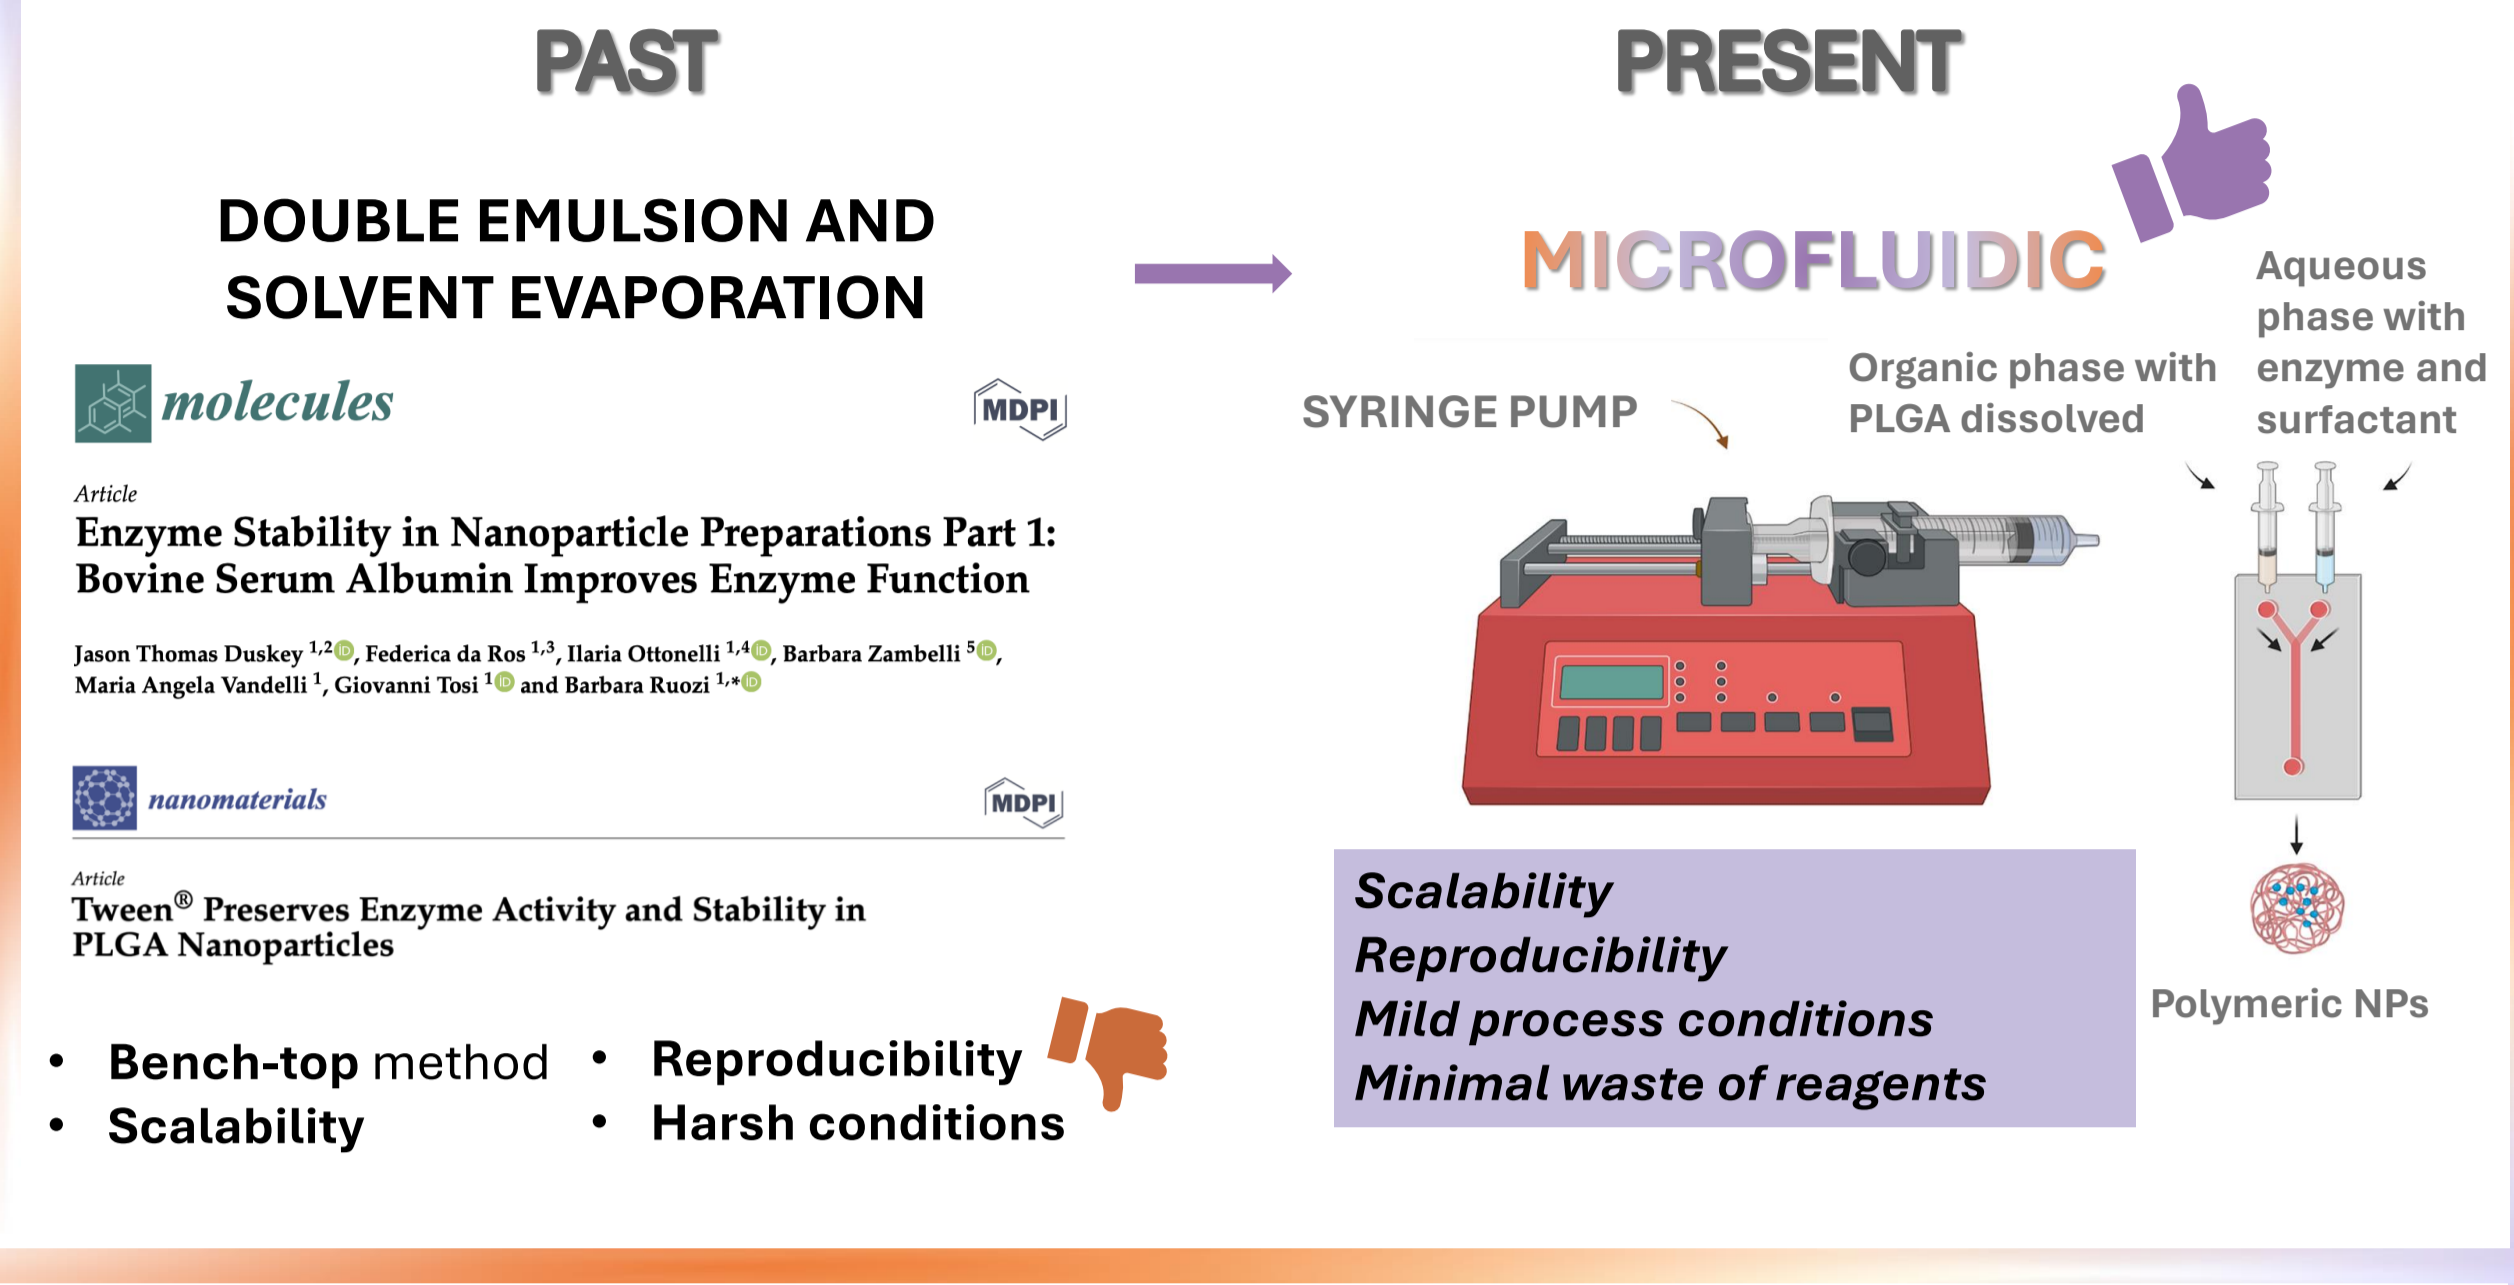 PAST
DOUBLE EMULSION AND
SOLVENT EVAPORATION
molecules
MDPI
Article
Enzyme Stability in Nanoparticle Preparations Part 1:
Bovine Serum Albumin Improves Enzyme Function
Jason Thomas Duskey 1,2 iD, Federica da Ros 1,3, Ilaria Ottonelli 1,4 iD, Barbara Zambelli 5 iD,
Maria Angela Vandelli 1, Giovanni Tosi 1 iD and Barbara Ruozi 1,* iD
nanomaterials
MDPI
Article
Tween® Preserves Enzyme Activity and Stability in
PLGA Nanoparticles
• Bench-top method
• Scalability
• Reproducibility
• Harsh conditions
PRESENT
MICROFLUIDIC
SYRINGE PUMP
Organic phase with
PLGA dissolved
Aqueous
phase with
enzyme and
surfactant
Scalability
Reproducibility
Mild process conditions
Minimal waste of reagents
Polymeric NPs